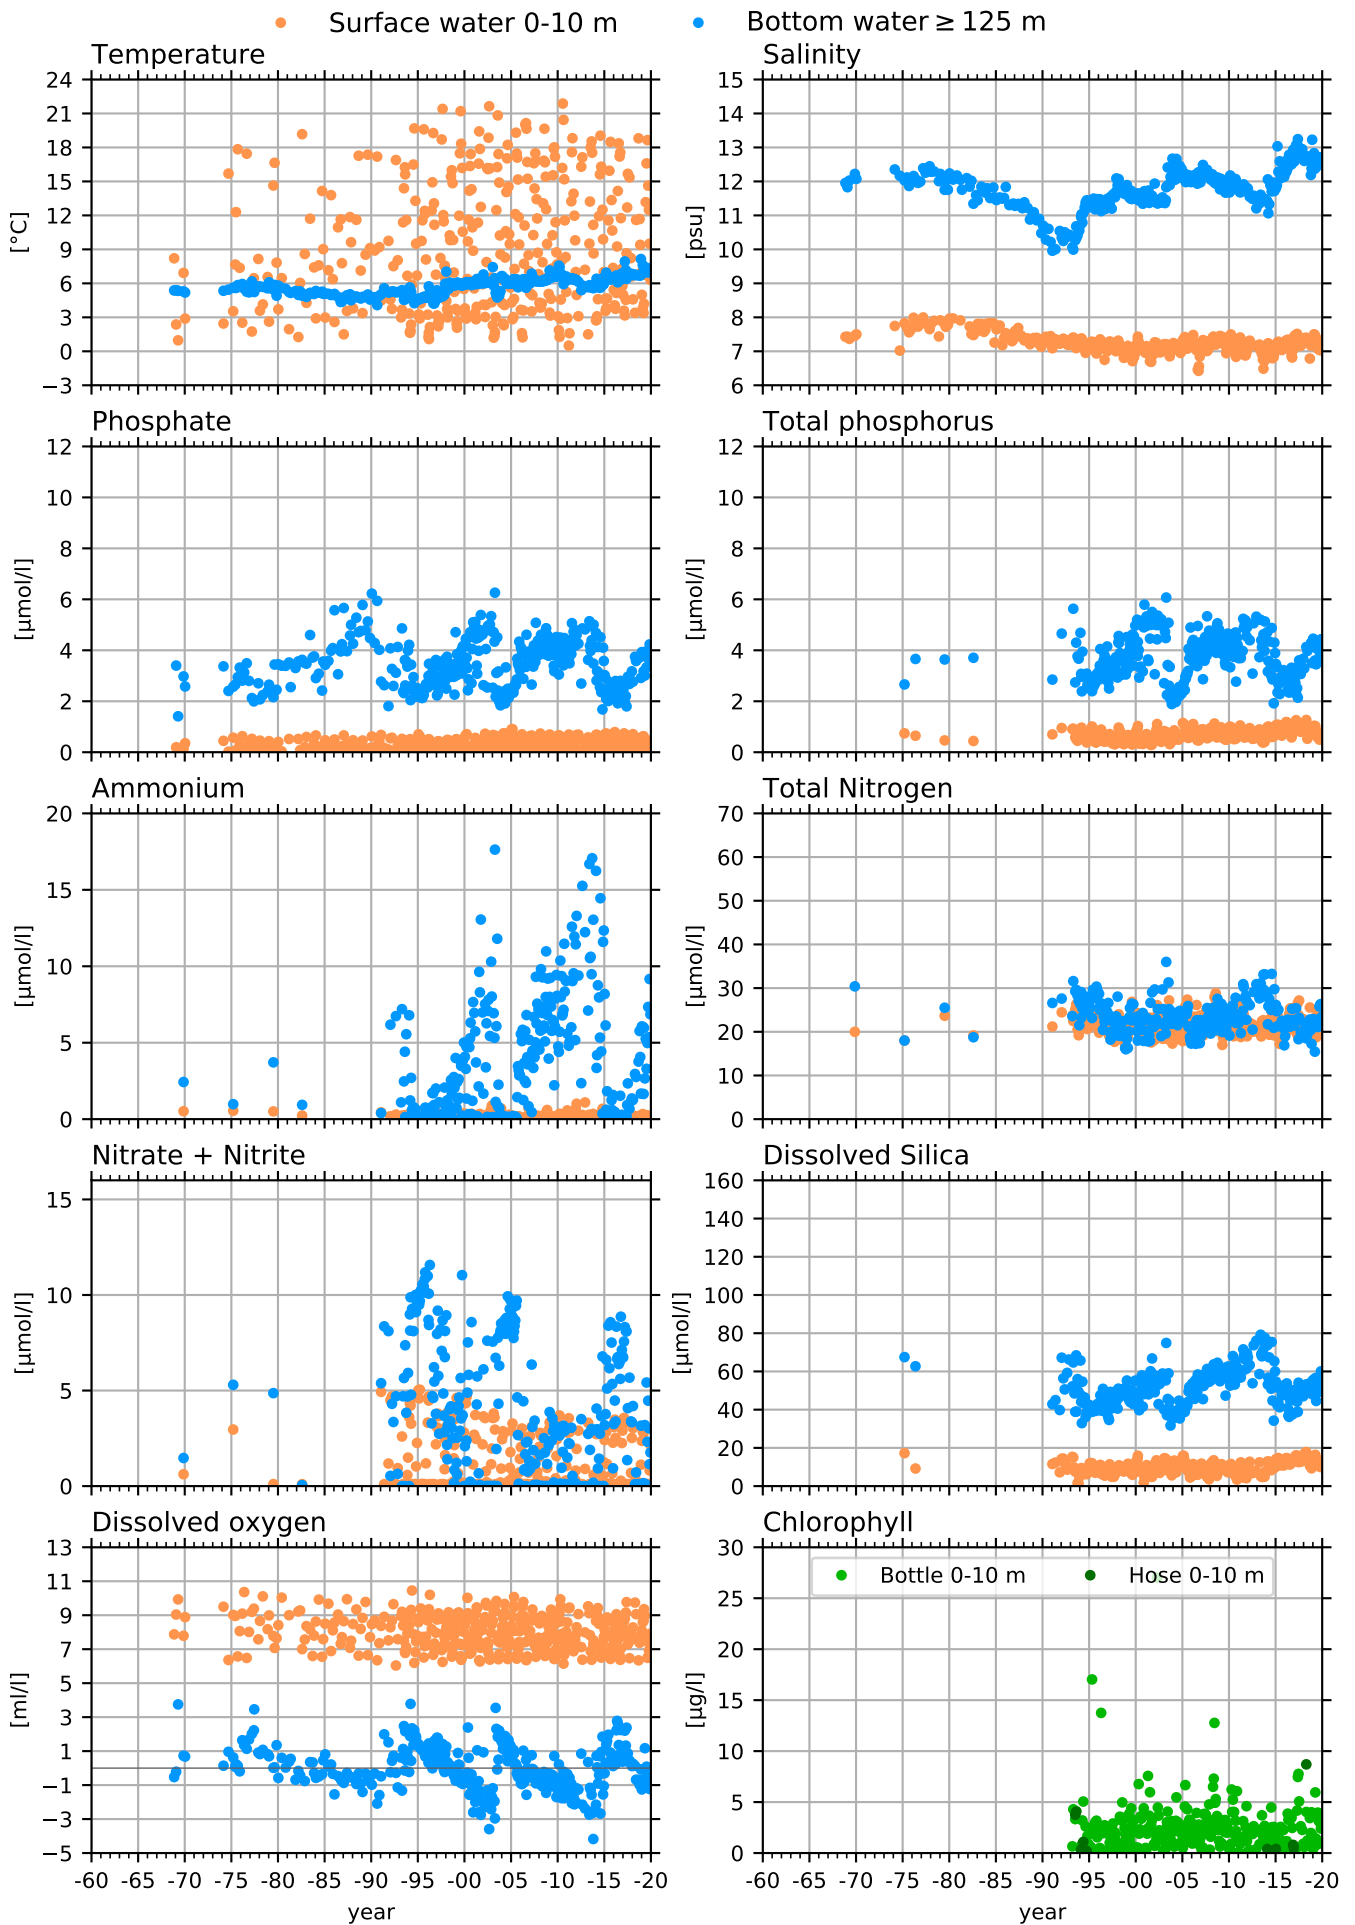 Surface water 0-10 m
Bottom water ≥ 125 m
Temperature
24
21
18
15
12
9
6
3
0
−3
[°C]
Salinity
15
14
13
12
11
10
9
8
7
6
[psu]
Phosphate
12
10
8
6
4
2
0
[µmol/l]
Total phosphorus
12
10
8
6
4
2
0
[µmol/l]
Ammonium
20
15
10
5
0
[µmol/l]
Total Nitrogen
70
60
50
40
30
20
10
0
[µmol/l]
Nitrate + Nitrite
15
10
5
0
[µmol/l]
Dissolved Silica
160
140
120
100
80
60
40
20
0
[µmol/l]
Dissolved oxygen
13
11
9
7
5
3
1
−1
−3
−5
[ml/l]
-60 -65 -70 -75 -80 -85 -90 -95 -00 -05 -10 -15 -20
year
Chlorophyll
Bottle 0-10 m
Hose 0-10 m
30
25
20
15
10
5
0
[µg/l]
-60 -65 -70 -75 -80 -85 -90 -95 -00 -05 -10 -15 -20
year